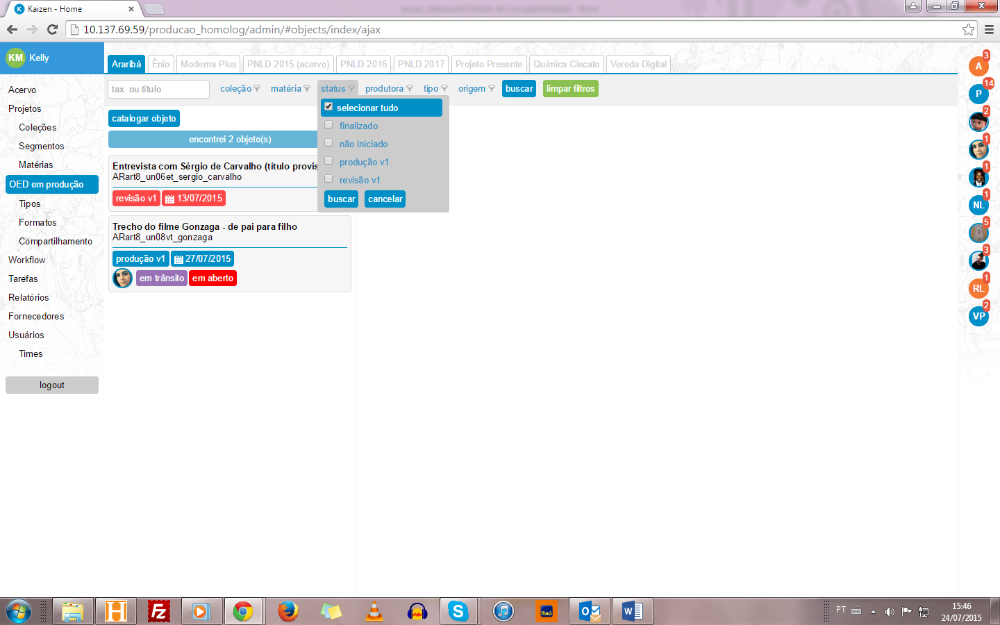 Kaizen - Home
10.137.69.59/producao_homolog/admin/#objects/index/ajax
KM Kelly
Acervo
Projetos
Coleções
Segmentos
Matérias
OED em produção
Tipos
Formatos
Compartilhamento
Workflow
Tarefas
Relatórios
Fornecedores
Usuários
Times
logout
Araribá Ênio Moderna Plus PNLD 2015 (acervo) PNLD 2016 PNLD 2017 Projeto Presente Química Ciscato Vereda Digital
tax. ou título coleção matéria status produtora tipo origem buscar limpar filtros
selecionar tudo
finalizado
não iniciado
produção v1
revisão v1
buscar cancelar
catalogar objeto
encontrei 2 objeto(s)
Entrevista com Sérgio de Carvalho (título provis
ARart8_un06et_sergio_carvalho
revisão v1 13/07/2015
Trecho do filme Gonzaga - de pai para filho
ARart8_un08vt_gonzaga
produção v1 27/07/2015
em trânsito em aberto
A 3
P 14
2
1
1
NL 1
5
3
RL 1
VP 2
PT
15:46
24/07/2015